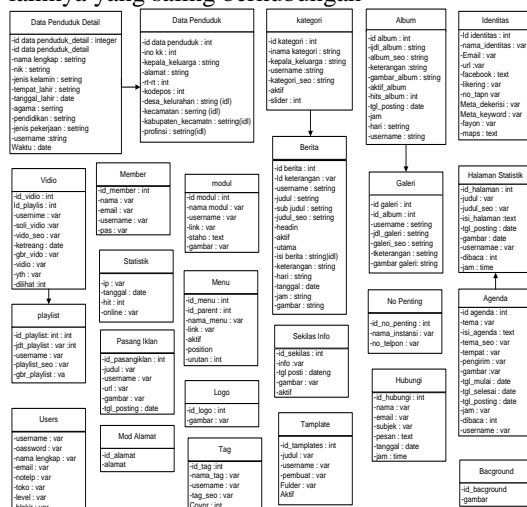 lainnya yang saling berhubungan
Data Penduduk Detail
-id data penduduk_detail : integer
-id data penduduk_detail
-nama lengkap : setring
-nik : setring
-jenis kelamin : setring
-tempat_lahir : setring
-tanggal_lahir : date
-agama : serring
-pendidikan : setring
-jenis pekerjaan : setring
-username :string
Waktu : date
Data Penduduk
-id data penduduk : int
-ino kk : int
-kepala_keluarga : string
-alamat : string
-rt-rt : int
-kodepos : int
-desa_kelurahan : string (idl)
-kecamatan : serring (idl)
-kabupaten_kecamatn : setring(idl)
-profinsi : setring(idl)
kategori
-id kategori : int
-inama kategori : string
-kepala_keluarga : string
-username :string
-kategori_seo : string
-aktif
-slider : int
Album
-id album : int
-ijdl_album : string
-album_seo : string
-keterangan :string
-gambar_album : string
-aktif_album
-hits_album : int
-tgl_posting : date
-jam
-hari : setring
-username : string
Identitas
-Id identitas : int
-nama_identitas : var
-Email : var
-url :var
-facebook : text
-likering : var
-no_tapn var
Meta_dekerisi : var
Meta_keyword : var
-favon : var
-maps : text
Vidio
-id_vidio : int
Id_playlis : int
-usernime : var
-soli_vidio :var
-vido_seo : var
-ketreang : date
-gbr_vido : var
-vidio : var
-yth : var
-dilihat :int
Member
-id_member : int
-nama : var
-email : var
-username : var
-pas : var
modul
-id modul : int
-nama modul : var
-username : var
-link : var
-staho : text
-gambar : var
Berita
-id berita : int
-Id keterangan : var
-username : setring
-judul : setring
-sub judul : setring
-judul_seo : setring
-headin
-aktif
-utama
-isi berita : string(idl)
-keterangan : string
-hari : string
-tanggal : date
-jam : string
-gambar : string
Galeri
-id galeri : int
-id_album : int
-username : setring
-jdl_galeri : setring
-galeri_seo : setring
-tketerangan : string
-gambar galeri: string
Halaman Statistik
-id_halaman : int
-judul : var
-judul_seo : var
-isi_halaman :text
-tgl_posting : date
-gambar : date
-usernamae : var
-dibaca : int
-jam : time
Statistik
-ip : var
-tanggal : date
-hit : int
-online : var
playlist
-id_playlist: int : int
-jdt_playlist : var :int
-username : var
-playlist_seo : var
-gbr_playlist : va
Pasang Iklan
-id_pasangiklan : int
-judul : var
-username : var
-url : var
-gambar : var
-tgl_posting : date
Menu
-id_menu : int
-id_parent : int
-nama_menu : var
-link : var
-aktif
-position
-urutan : int
Sekilas Info
-id_sekilas : int
-info :var
-tgl posti : dateng
-gambar : var
-aktif
No Penting
-id_no_penting : int
-nama_instansi : var
-no_telpon : var
Agenda
-id agenda : int
-tema : var
-isi_agenda : text
-tema_seo : var
-tempat : var
-pengirim : var
-gambar :var
-tgl_mulai : date
-tgl_selesai : date
-tgl_posting : date
-jam : var
-dibaca : int
-username : var
Users
-username : var
-oassword : var
-nama lengkap : var
-email : var
-notelp : var
-toko : var
-level : var
Mod Alamat
-id_alamat
-alamat
Logo
-id_logo : int
-gambar : var
Tag
-id_tag :int
-nama_tag : var
-username : var
-tag_seo : var
Tamplate
-id_tamplates : int
-judul : var
-username : var
-pembuat : var
Fulder : var
Aktif
Hubungi
-id_hubungi : int
-nama : var
-email : var
-subjek : var
-pesan : text
-tanggal : date
-jam : time
Bacground
-id_bacground
-gambar